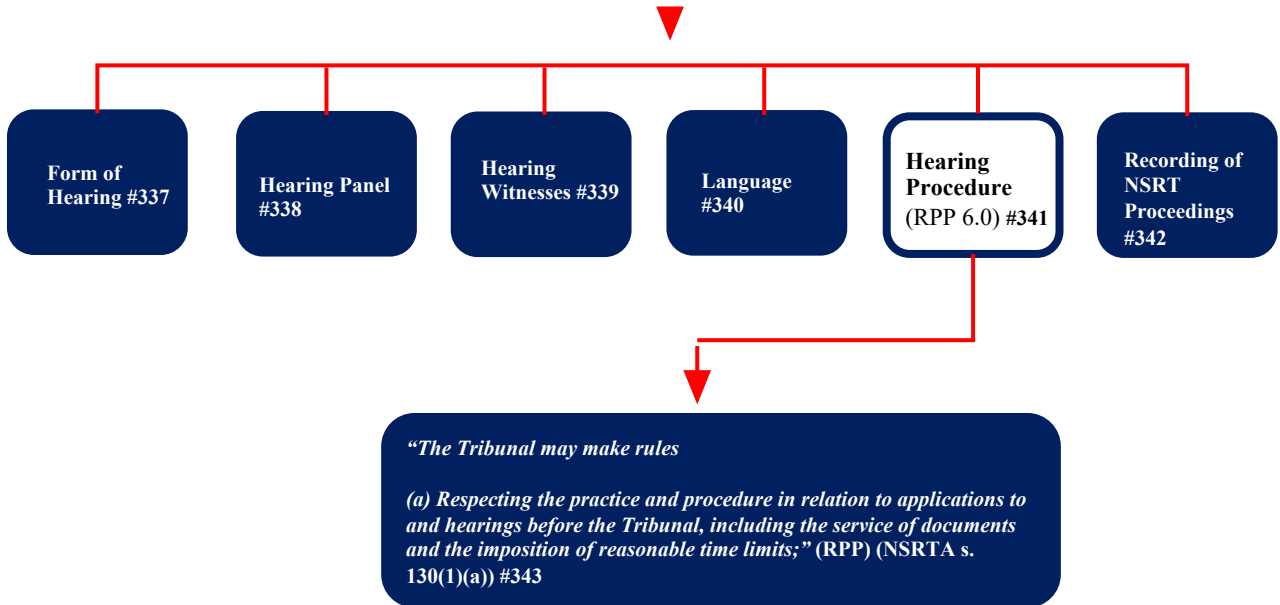 Form of
Hearing #337
Hearing Panel
#338
Hearing
Witnesses #339
Language
#340
Hearing
Procedure
(RPP 6.0) #341
Recording of
NSRT
Proceedings
#342
“The Tribunal may make rules
(a) Respecting the practice and procedure in relation to applications to
and hearings before the Tribunal, including the service of documents
and the imposition of reasonable time limits;” (RPP) (NSRTA s.
130(1)(a)) #343